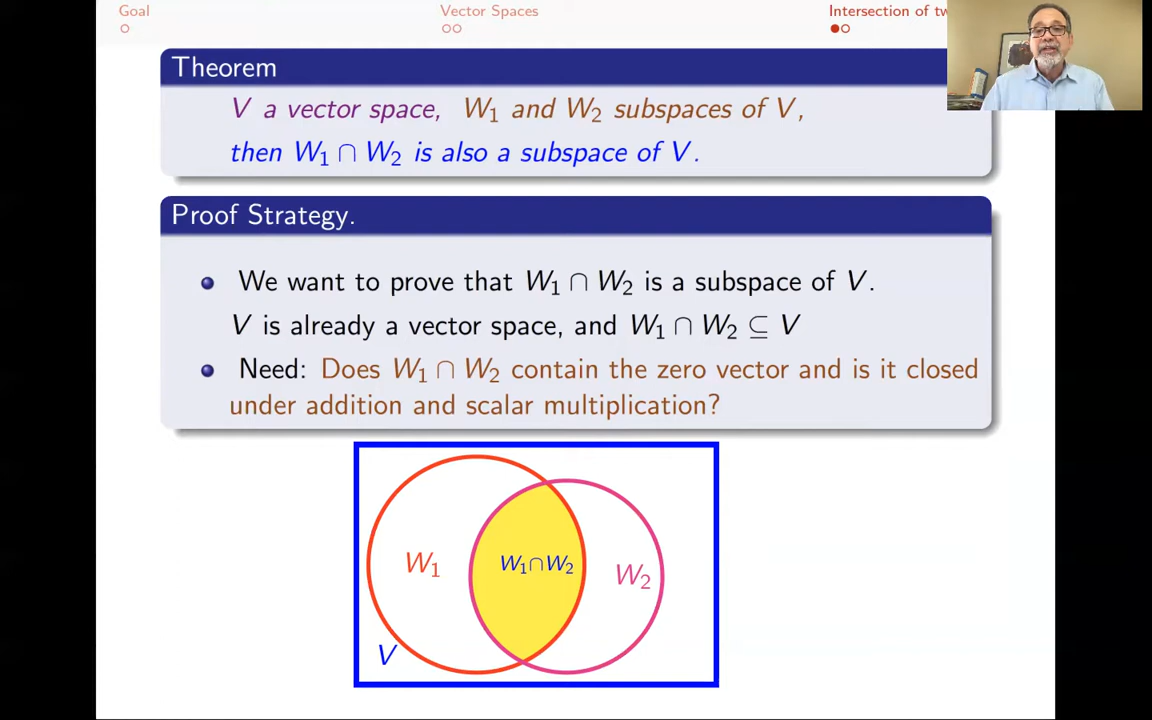 Goal
Vector Spaces
Intersection of
Theorem
V a vector space, W₁ and W₂ subspaces of V,
then W₁ ∩ W₂ is also a subspace of V.
Proof Strategy.
We want to prove that W₁ ∩ W₂ is a subspace of V.
V is already a vector space, and W₁ ∩ W₂ ⊆ V
Need: Does W₁ ∩ W₂ contain the zero vector and is it closed
under addition and scalar multiplication?
W₁
W₁∩W₂
W₂
V